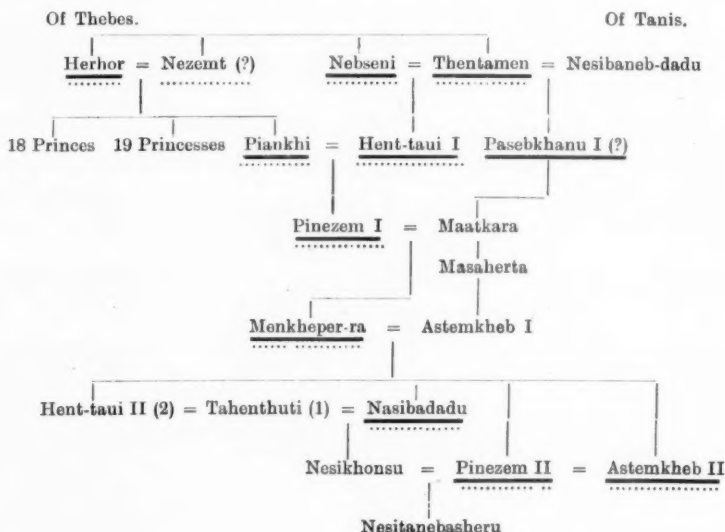 Of Thebes. Of Tanis.
Herhor = Nezemt (?) Nebseni = Thentamen = Nesibaneb-dadu
18 Princes 19 Princesses Piankhi = Hent-taui I Pasebkhanu I (?)
Pinezem I = Maatkara
Masaherta
Menkheper-ra = Astemkheb I
Hent-taui II (2) = Tahenthuti (1) = Nasibadadu
Nesikhonsu = Pinezem II = Astemkheb II
Nesitanebasheru